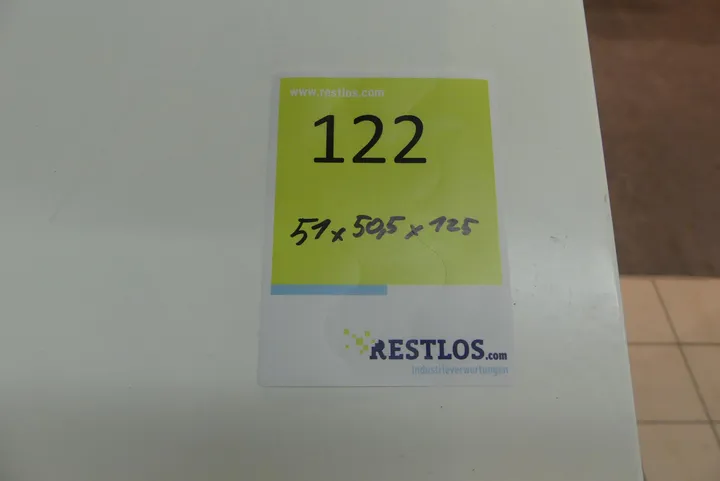 www.restlos.com
122
51 x 50,5 x 125
RESTLOS.com
Industrieverwertungen